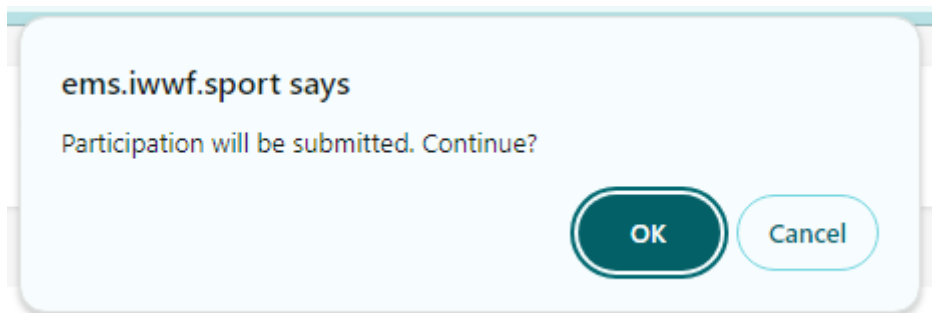 ems.iwwf.sport says
Participation will be submitted. Continue?
OK
Cancel